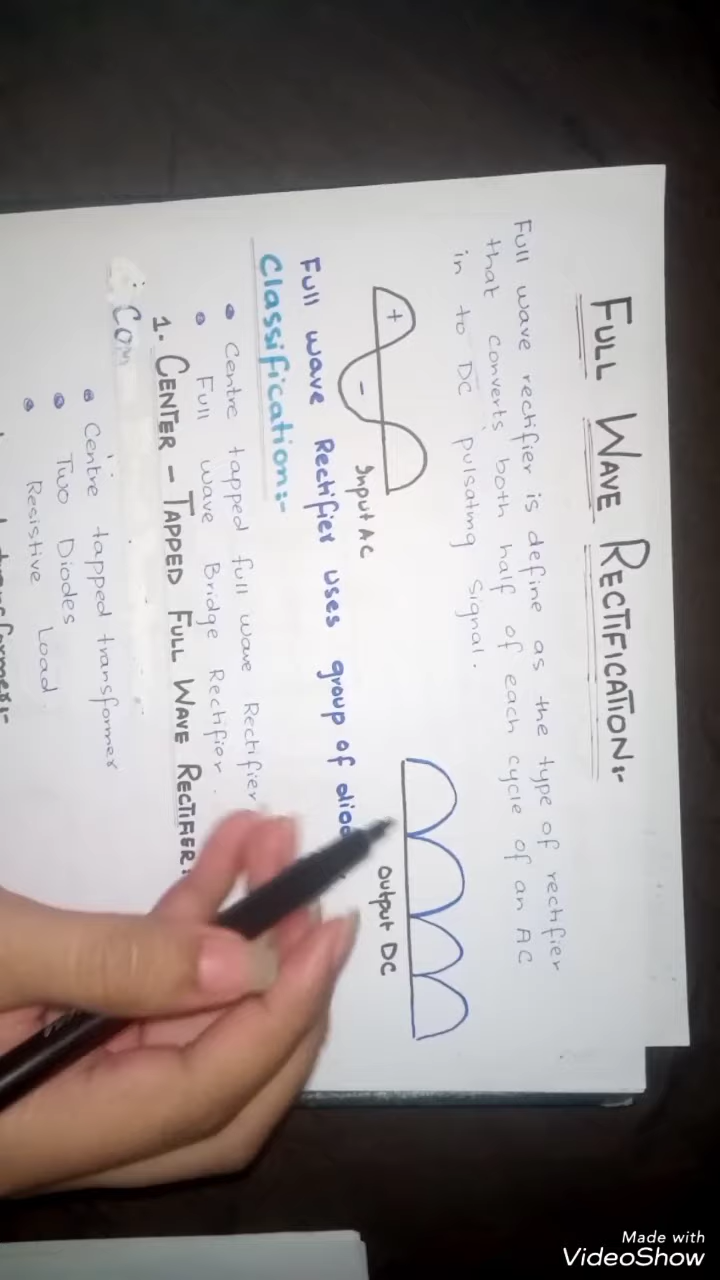 FULL WAVE RECTIFICATION:-
Full wave rectifier is define as the type of rectifier
that converts both half of each cycle of an AC
in to DC pulsating signal.
+
-
Input AC
Output DC
Full wave Rectifier uses group of
Classification:-
Centre tapped full wave Rectifier
Full wave Bridge Rectifier.
1. CENTER - TAPPED FULL WAVE RECTIFIER:
Com
Centre tapped transformer
Two Diodes
Resistive Load.
Made with
VideoShow